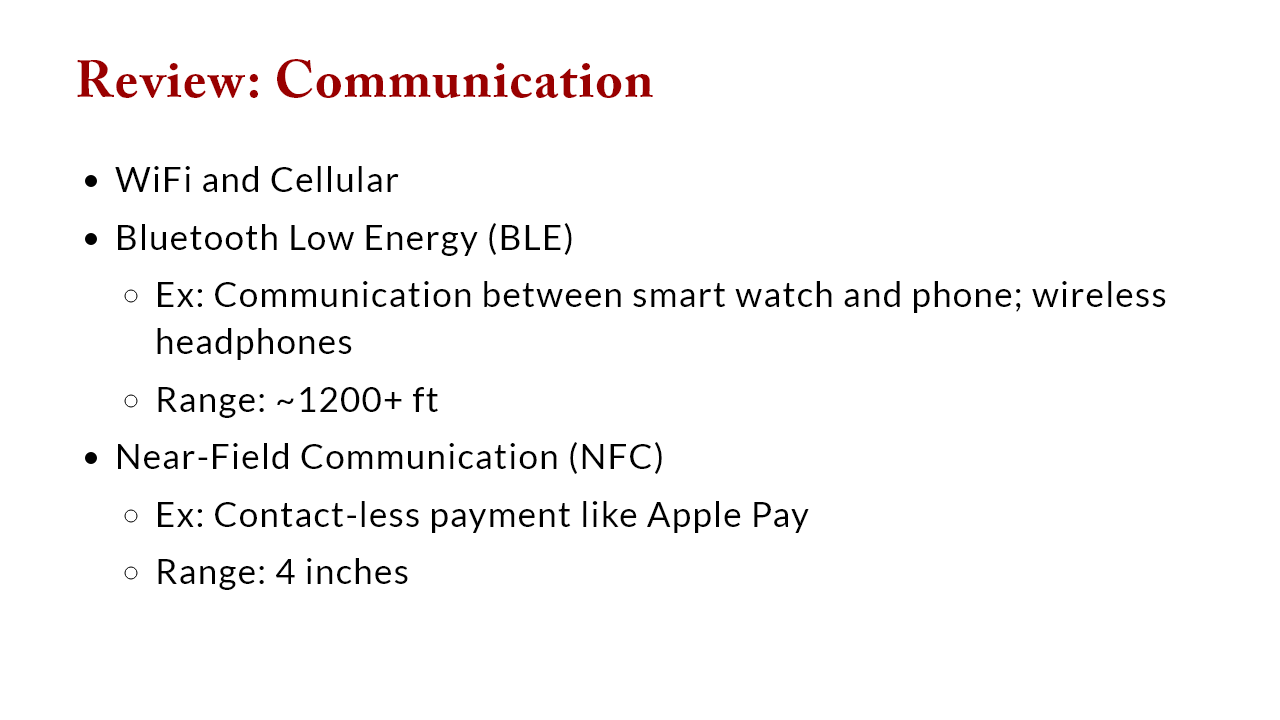 Review: Communication
• WiFi and Cellular
• Bluetooth Low Energy (BLE)
◦ Ex: Communication between smart watch and phone; wireless
headphones
◦ Range: ~1200+ ft
• Near-Field Communication (NFC)
◦ Ex: Contact-less payment like Apple Pay
◦ Range: 4 inches